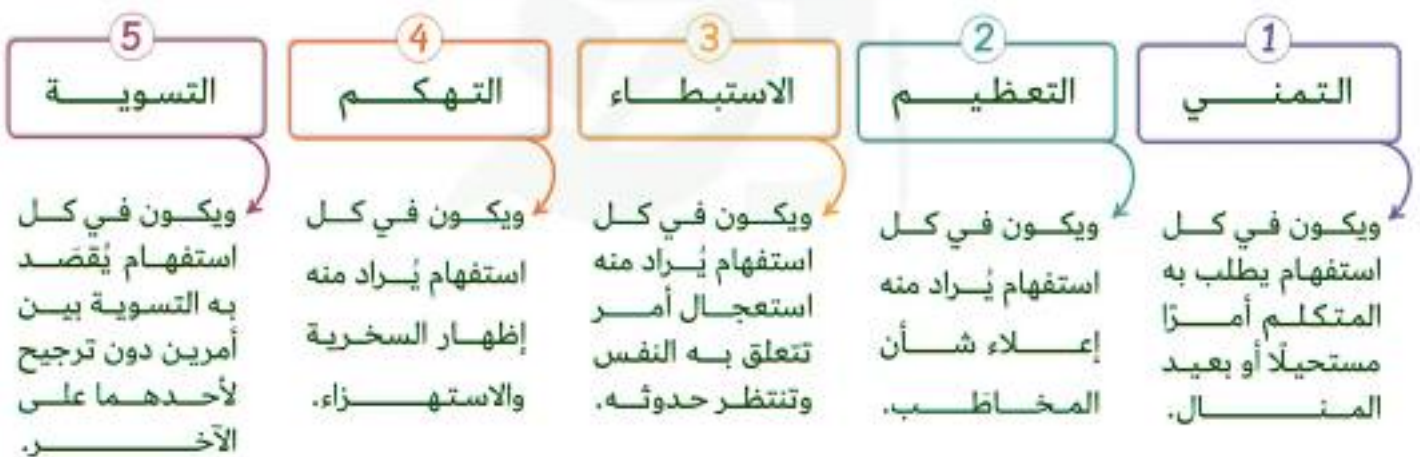 1
التمني
ويكون في كل
استفهام يطلب به
المتكلم أمرًا
مستحيلًا أو بعيد
المنال.
2
التعظيم
ويكون في كل
استفهام يُراد منه
إعلاء شأن
المخاطَب.
3
الاستبطاء
ويكون في كل
استفهام يُراد منه
استعجال أمر
تتعلق به النفس
وتنتظر حدوثه.
4
التهكم
ويكون في كل
استفهام يُراد منه
إظهار السخرية
والاستهزاء.
5
التسوية
ويكون في كل
استفهام يُقصَد
به التسوية بين
أمرين دون ترجيح
لأحدهما على
الآخر.